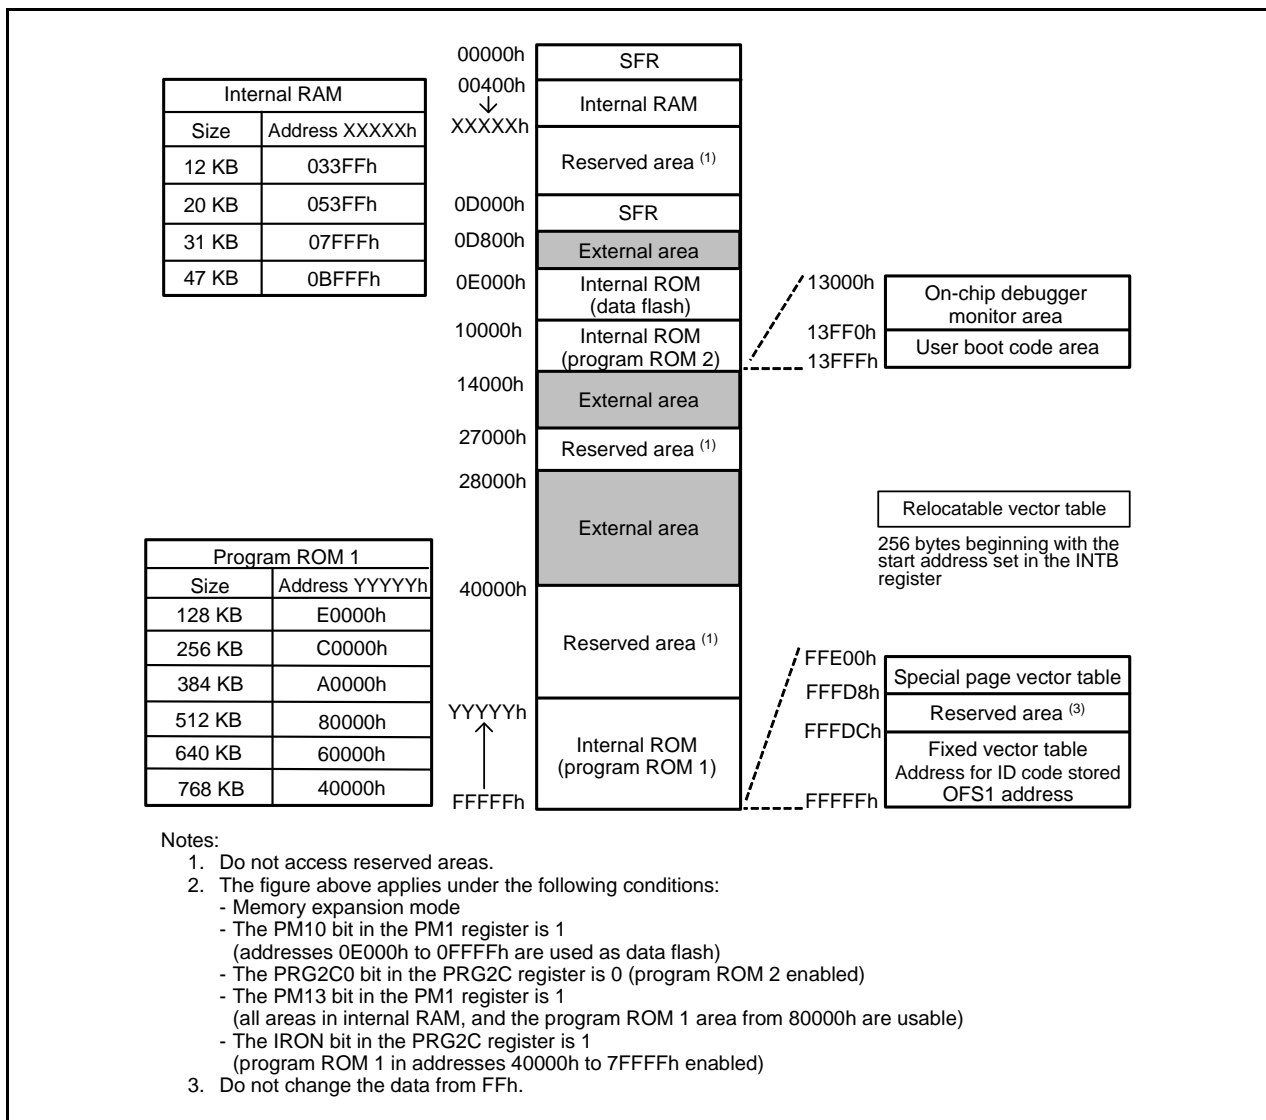 Internal RAM
Size Address XXXXXh
12 KB 033FFh
20 KB 053FFh
31 KB 07FFFh
47 KB 0BFFFh
Program ROM 1
Size Address YYYYYh
128 KB E0000h
256 KB C0000h
384 KB A0000h
512 KB 80000h
640 KB 60000h
768 KB 40000h
00000h
SFR
00400h
Internal RAM
XXXXXh
Reserved area (1)
0D000h
SFR
0D800h
External area
0E000h
Internal ROM
(data flash)
10000h
Internal ROM
(program ROM 2)
14000h
External area
27000h
Reserved area (1)
28000h
External area
40000h
Reserved area (1)
YYYYYh
Internal ROM
(program ROM 1)
FFFFFh
13000h
On-chip debugger
monitor area
13FF0h
User boot code area
13FFFh
Relocatable vector table
256 bytes beginning with the
start address set in the INTB
register
FFE00h
Special page vector table
FFFD8h
Reserved area (3)
FFFDCh
Fixed vector table
Address for ID code stored
OFS1 address
FFFFFh
Notes:
1. Do not access reserved areas.
2. The figure above applies under the following conditions:
- Memory expansion mode
- The PM10 bit in the PM1 register is 1
(addresses 0E000h to 0FFFFh are used as data flash)
- The PRG2C0 bit in the PRG2C register is 0 (program ROM 2 enabled)
- The PM13 bit in the PM1 register is 1
(all areas in internal RAM, and the program ROM 1 area from 80000h are usable)
- The IRON bit in the PRG2C register is 1
(program ROM 1 in addresses 40000h to 7FFFFh enabled)
3. Do not change the data from FFh.